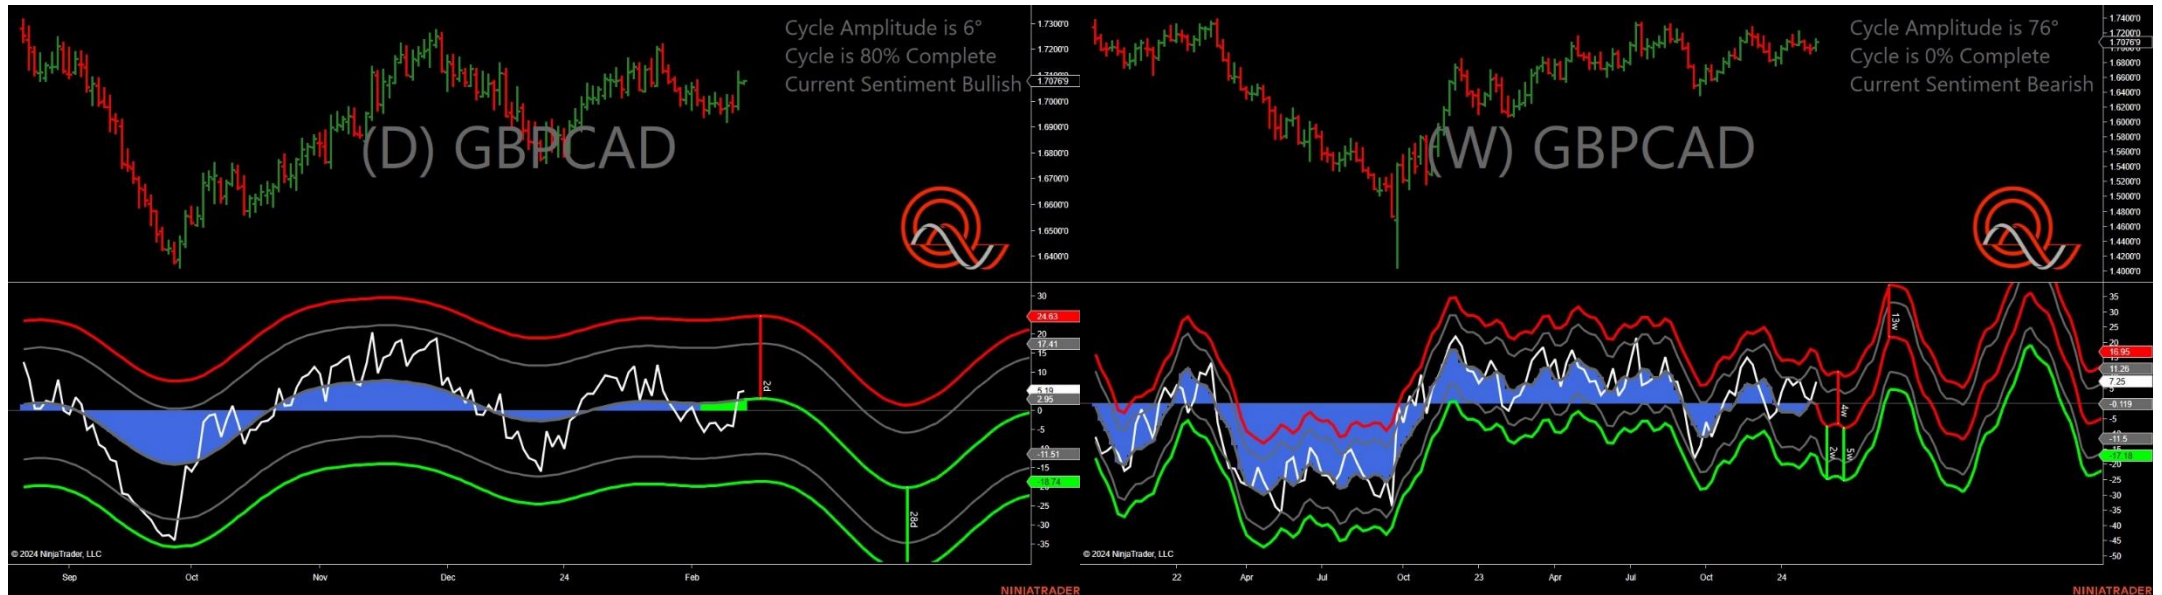 Cycle Amplitude is 6°
Cycle is 80% Complete
Current Sentiment Bullish
(D) GBPCAD
1.7300'0
1.7200'0
1.7076'9
1.7000'0
1.6900'0
1.6800'0
1.6700'0
1.6600'0
1.6500'0
1.6400'0
30
24.63
20
17.41
15
10
5.19
2.95
0
-5
-11.51
-15
-18.74
-25
-30
-35
2d
28d
© 2024 NinjaTrader, LLC
Sep
Oct
Nov
Dec
24
Feb
NINJATRADER
Cycle Amplitude is 76°
Cycle is 0% Complete
Current Sentiment Bearish
(W) GBPCAD
1.7400'0
1.7200'0
1.7076'9
1.6800'0
1.6600'0
1.6400'0
1.6200'0
1.6000'0
1.5800'0
1.5600'0
1.5400'0
1.5200'0
1.5000'0
1.4800'0
1.4600'0
1.4400'0
1.4200'0
1.4000'0
35
30
25
20
16.95
11.26
7.25
-0.119
-5
-11.5
-17.18
-25
-30
-35
-40
-45
-50
13w
4w
2w
5w
© 2024 NinjaTrader, LLC
22
Apr
Jul
Oct
23
Apr
Jul
Oct
24
NINJATRADER